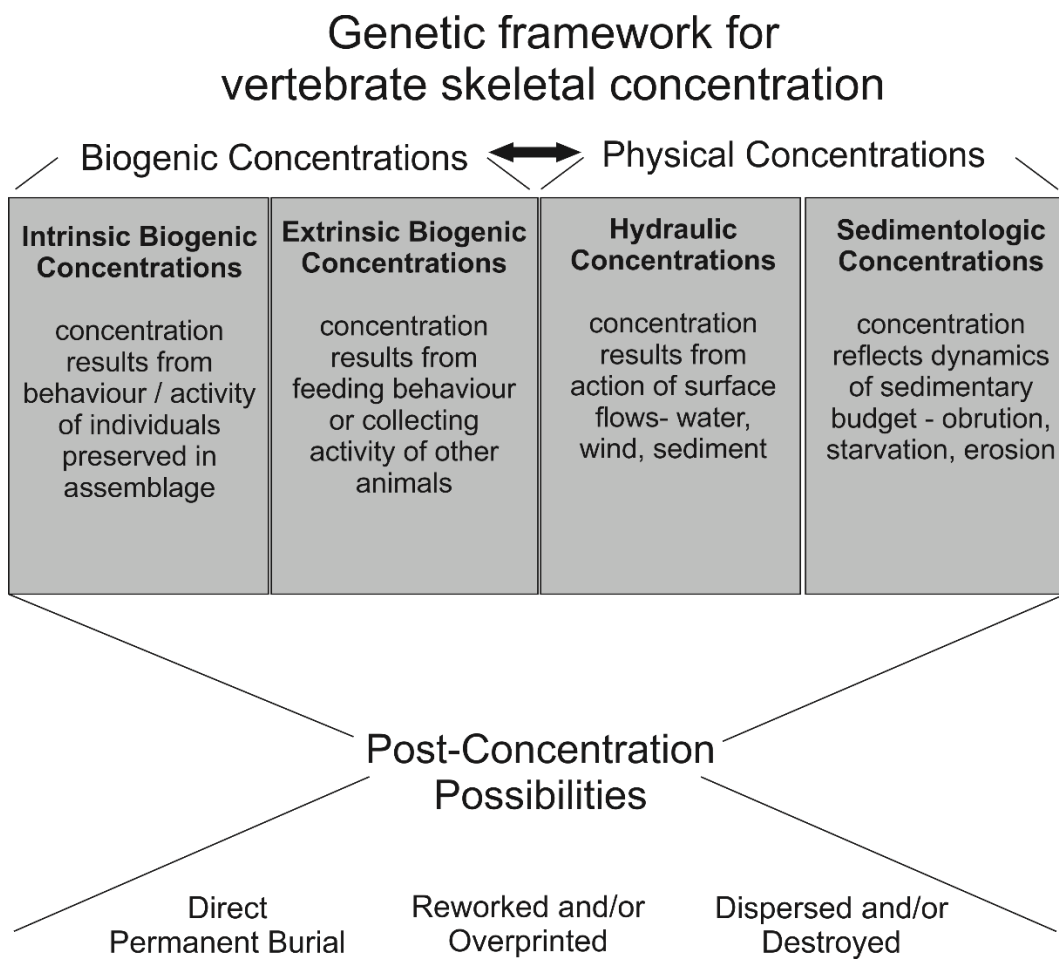 Genetic framework for
vertebrate skeletal concentration
Biogenic Concentrations
Physical Concentrations
Intrinsic Biogenic
Concentrations
concentration
results from
behaviour / activity
of individuals
preserved in
assemblage
Extrinsic Biogenic
Concentrations
concentration
results from
feeding behaviour
or collecting
activity of other
animals
Hydraulic
Concentrations
concentration
results from
action of surface
flows- water,
wind, sediment
Sedimentologic
Concentrations
concentration
reflects dynamics
of sedimentary
budget - obrution,
starvation, erosion
Post-Concentration
Possibilities
Direct
Permanent Burial
Reworked and/or
Overprinted
Dispersed and/or
Destroyed